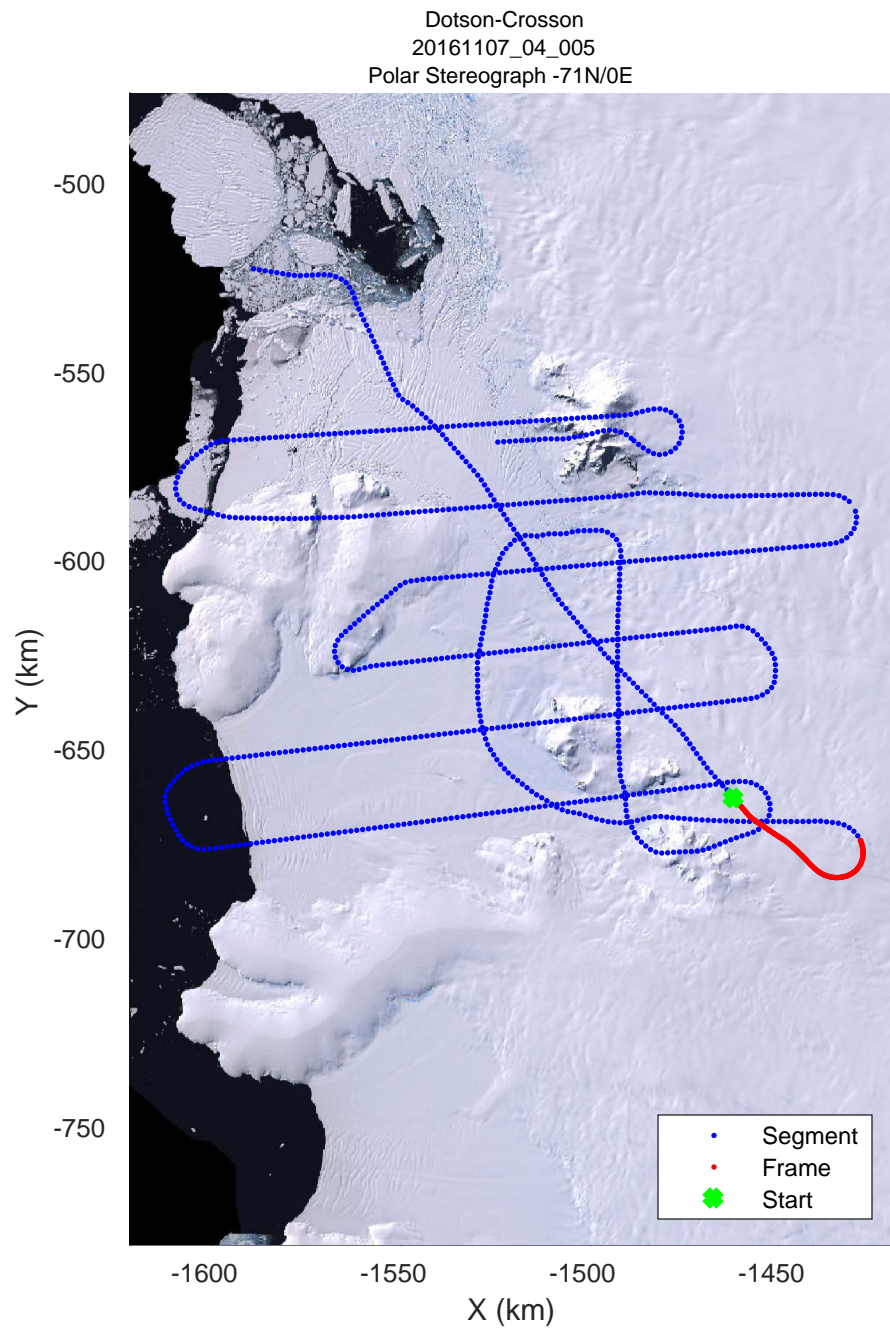 Dotson-Crosson
20161107_04_005
Polar Stereograph -71N/0E
-500
-550
-600
-650
-700
-750
Y (km)
Segment
Frame
Start
-1600
-1550
-1500
-1450
X (km)